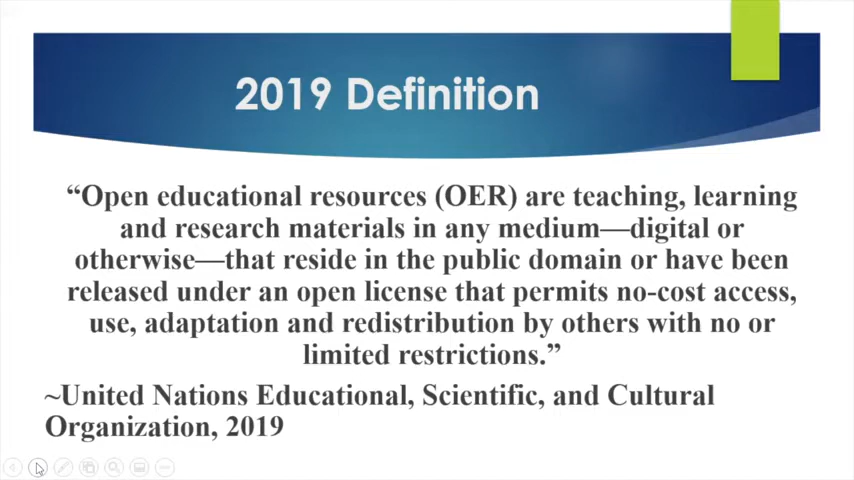 2019 Definition
“Open educational resources (OER) are teaching, learning
and research materials in any medium—digital or
otherwise—that reside in the public domain or have been
released under an open license that permits no-cost access,
use, adaptation and redistribution by others with no or
limited restrictions.”
~United Nations Educational, Scientific, and Cultural
Organization, 2019